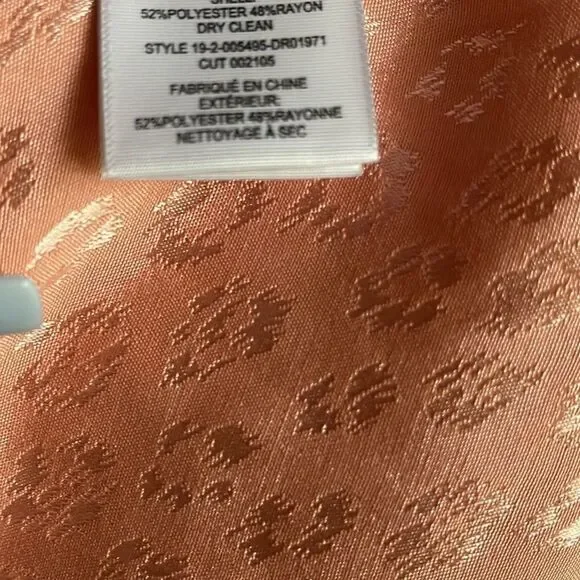 SHELL:
52%POLYESTER 48%RAYON
DRY CLEAN
STYLE 19-2-005495-DR01971
CUT 002105
FABRIQUÉ EN CHINE
EXTÉRIEUR:
52%POLYESTER 48%RAYONNE
NETTOYAGE À SEC